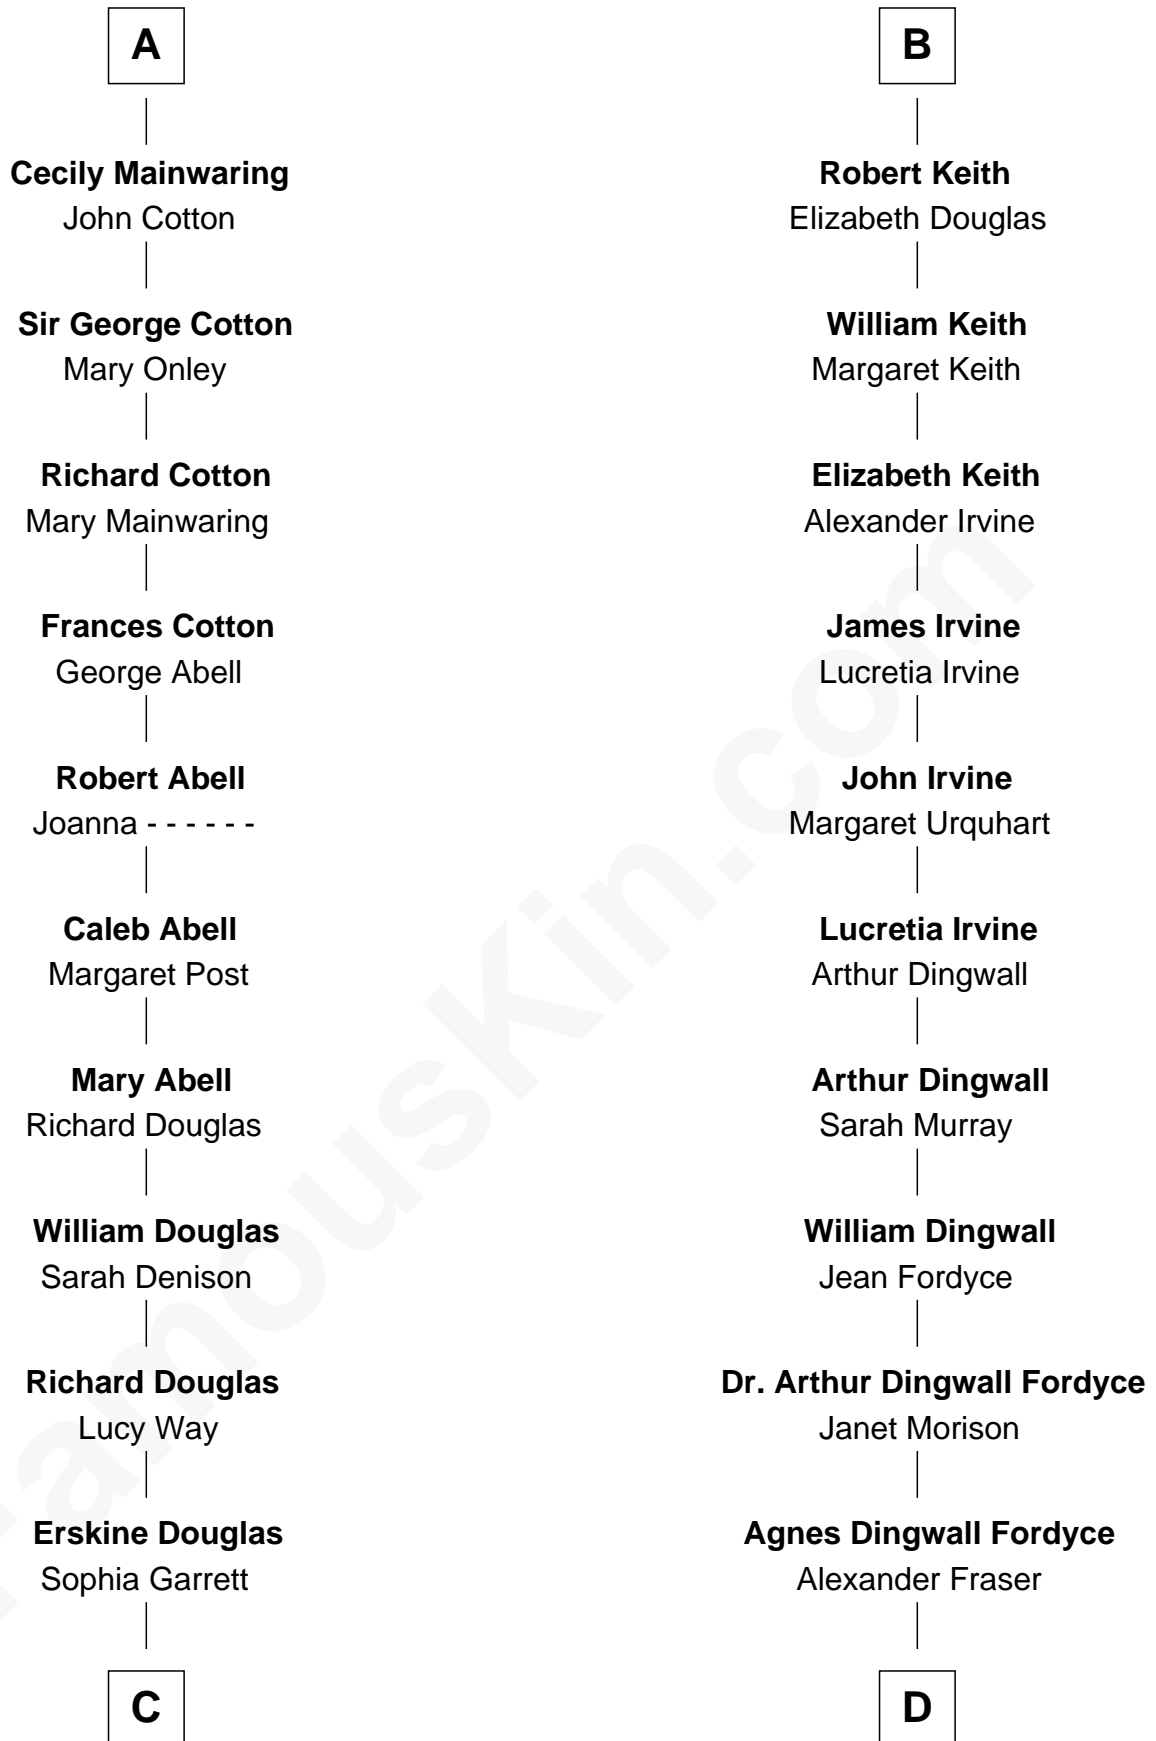 A
Cecily Mainwaring
John Cotton
Sir George Cotton
Mary Onley
Richard Cotton
Mary Mainwaring
Frances Cotton
George Abell
Robert Abell
Joanna - - - - - -
Caleb Abell
Margaret Post
Mary Abell
Richard Douglas
William Douglas
Sarah Denison
Richard Douglas
Lucy Way
Erskine Douglas
Sophia Garrett
C
B
Robert Keith
Elizabeth Douglas
William Keith
Margaret Keith
Elizabeth Keith
Alexander Irvine
James Irvine
Lucretia Irvine
John Irvine
Margaret Urquhart
Lucretia Irvine
Arthur Dingwall
Arthur Dingwall
Sarah Murray
William Dingwall
Jean Fordyce
Dr. Arthur Dingwall Fordyce
Janet Morison
Agnes Dingwall Fordyce
Alexander Fraser
D
FamousKin.com